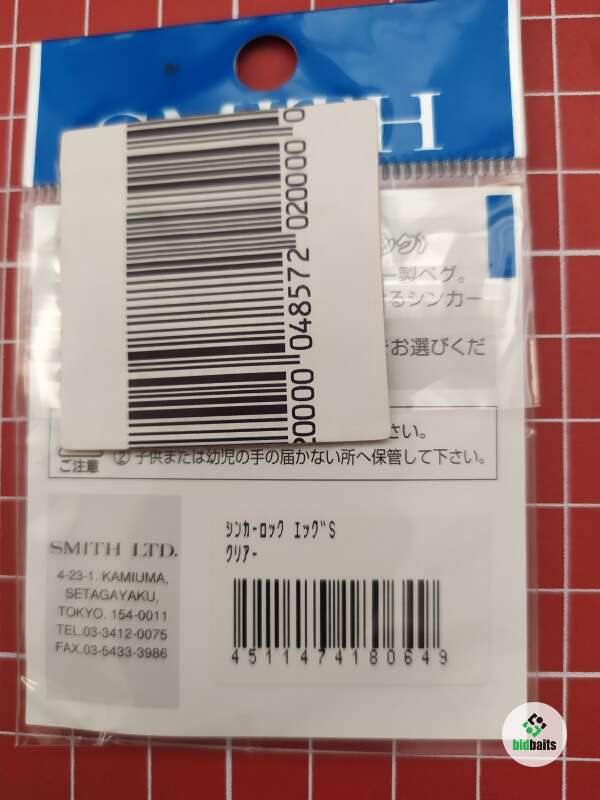 SMITH
020000 048572 020000 0
ック〉
製ペグ。
るシンカー
お選びくだ
さい。
ご注意
② 子供または幼児の手の届かない所へ保管して下さい。
SMITH LTD.
4-23-1. KAMIUMA,
SETAGAYAKU,
TOKYO. 154-0011
TEL.03-3412-0075
FAX.03-5433-3986
シンカーロック エッグS
クリアー
4511474180649
bidbaits